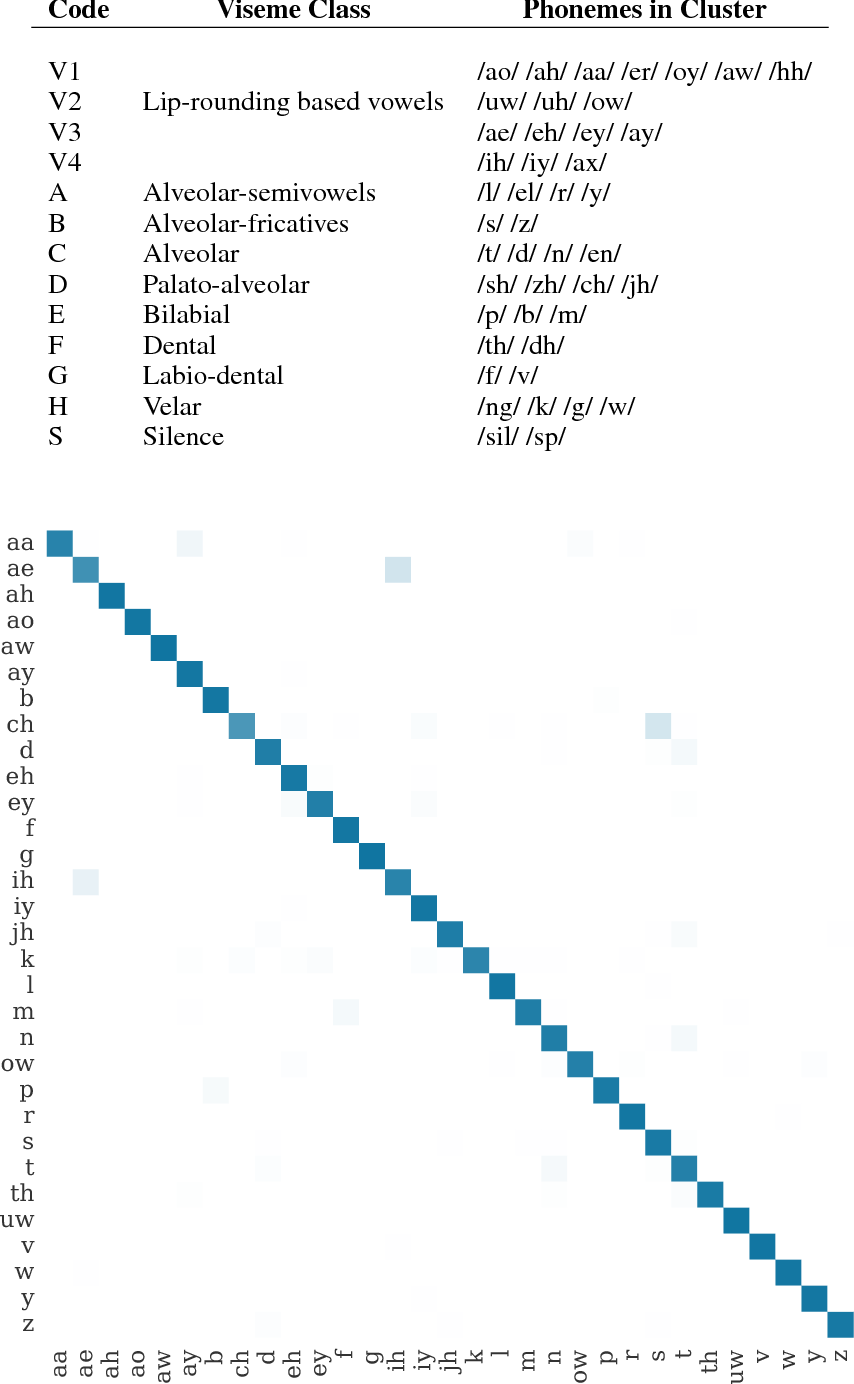 Code Viseme Class Phonemes in Cluster
V1 /ao/ /ah/ /aa/ /er/ /oy/ /aw/ /hh/
V2 Lip-rounding based vowels /uw/ /uh/ /ow/
V3 /ae/ /eh/ /ey/ /ay/
V4 /ih/ /iy/ /ax/
A Alveolar-semivowels /l/ /el/ /r/ /y/
B Alveolar-fricatives /s/ /z/
C Alveolar /t/ /d/ /n/ /en/
D Palato-alveolar /sh/ /zh/ /ch/ /jh/
E Bilabial /p/ /b/ /m/
F Dental /th/ /dh/
G Labio-dental /f/ /v/
H Velar /ng/ /k/ /g/ /w/
S Silence /sil/ /sp/
aa
ae
ah
ao
aw
ay
b
ch
d
eh
ey
f
g
ih
iy
jh
k
l
m
n
ow
p
r
s
t
th
uw
v
w
y
z
aa ae ah ao aw ay b ch d eh ey f g ih iy jh k l m n ow p r s t th uw v w y z